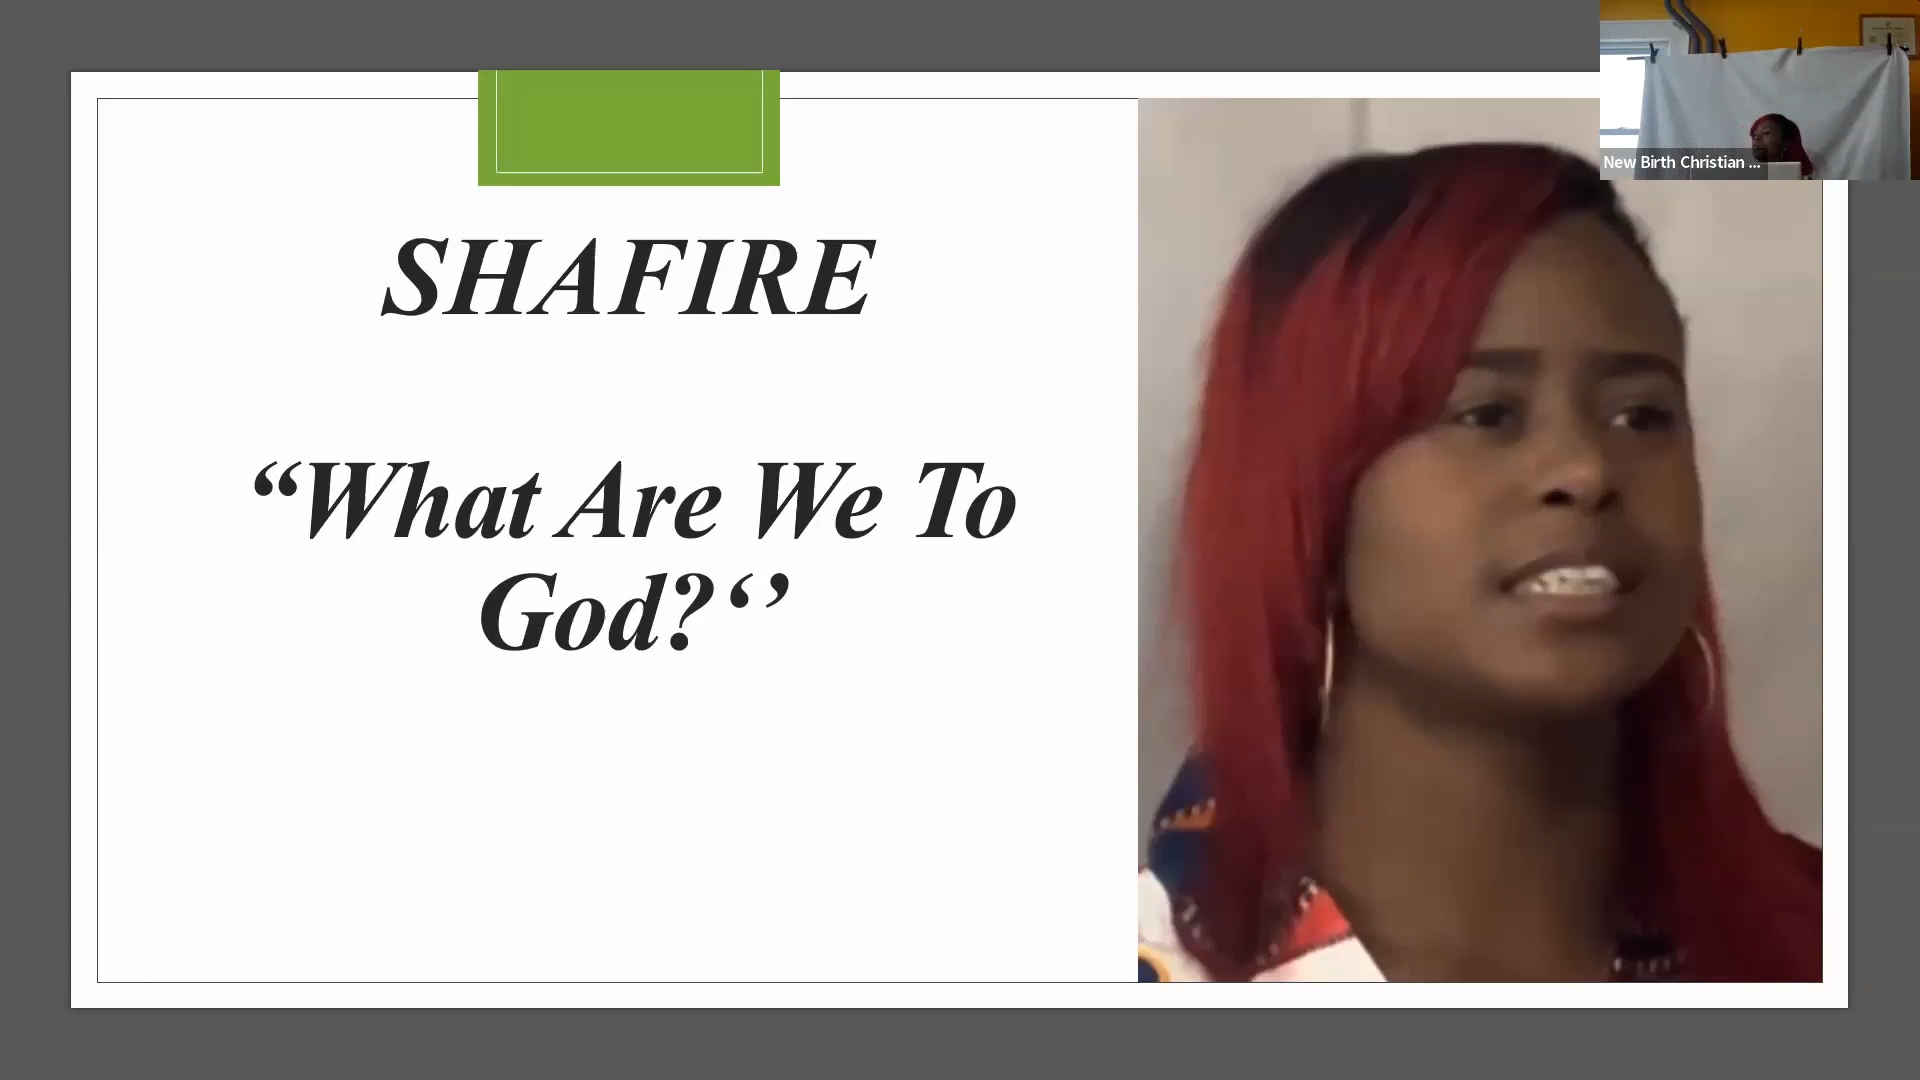 SHAFIRE
“What Are We To
God?‘’
New Birth Christian ...